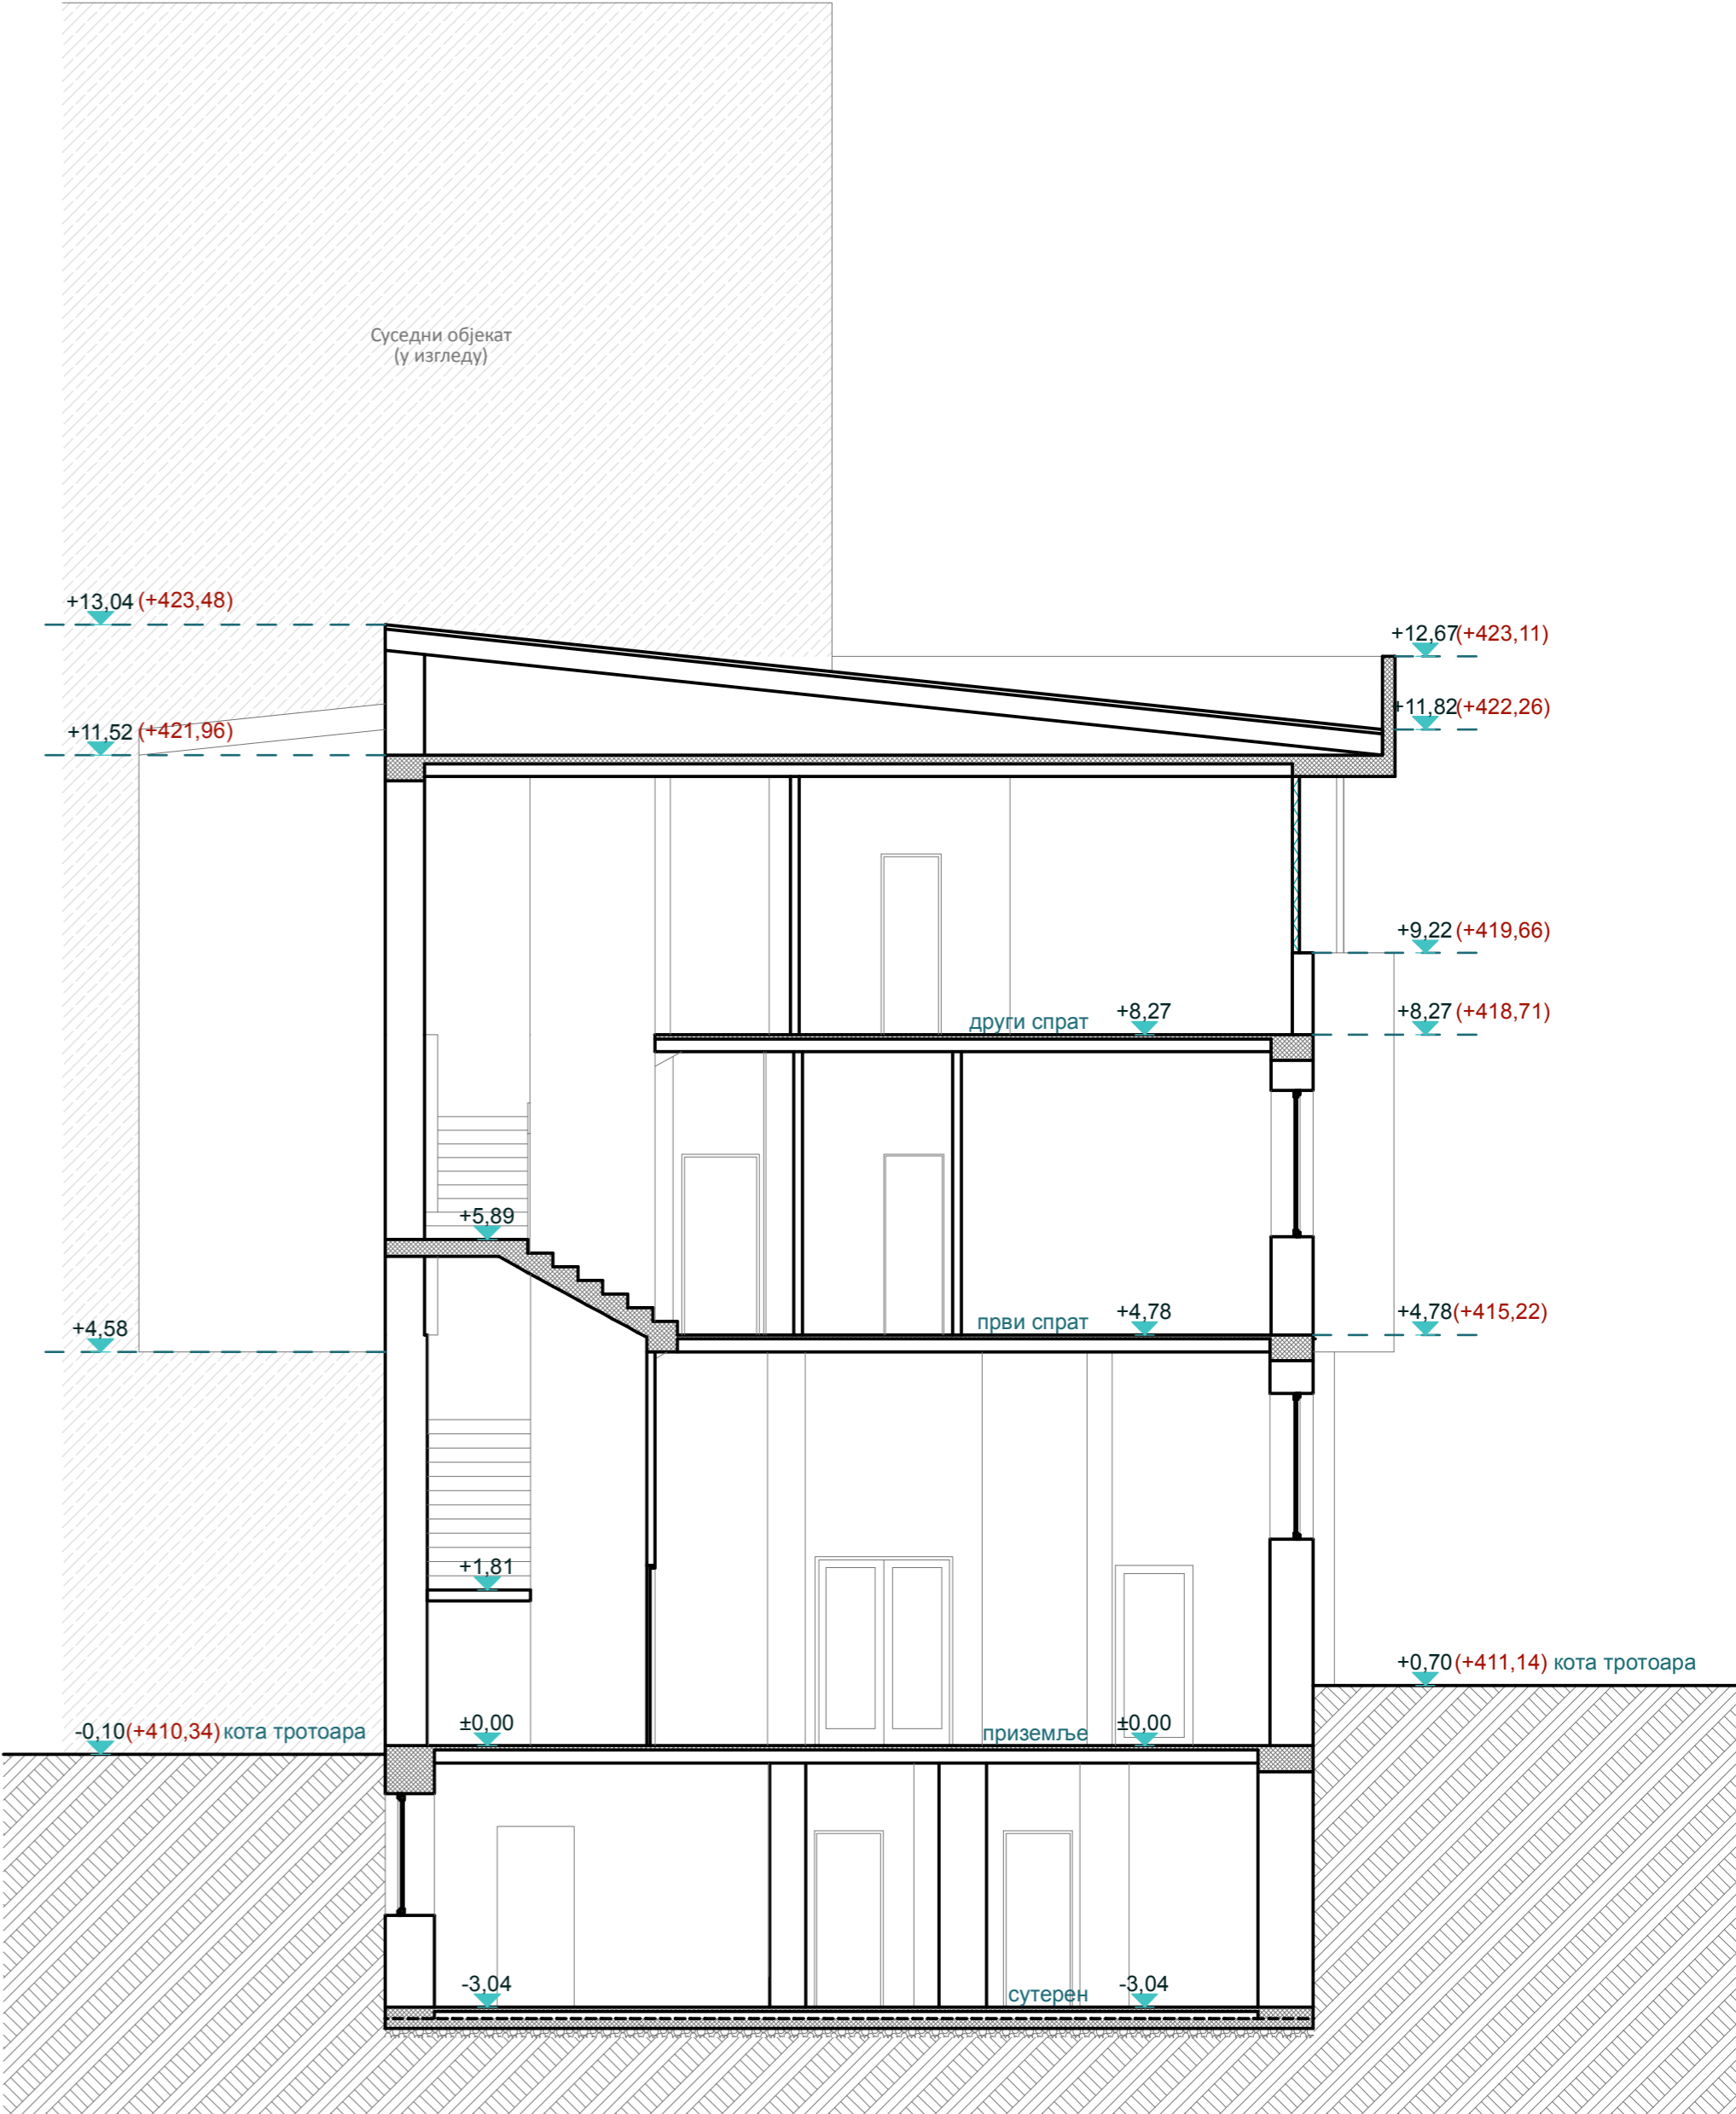 Суседни објекат
(у изгледу)
+13,04 (+423,48)
+12,67(+423,11)
+11,82(+422,26)
+11,52 (+421,96)
+9,22 (+419,66)
други спрат +8,27
+8,27 (+418,71)
+5,89
+4,58
први спрат +4,78
+4,78(+415,22)
+1,81
+0,70(+411,14) кота тротоара
-0,10(+410,34) кота тротоара
±0,00
приземље ±0,00
-3,04
сутерен -3,04